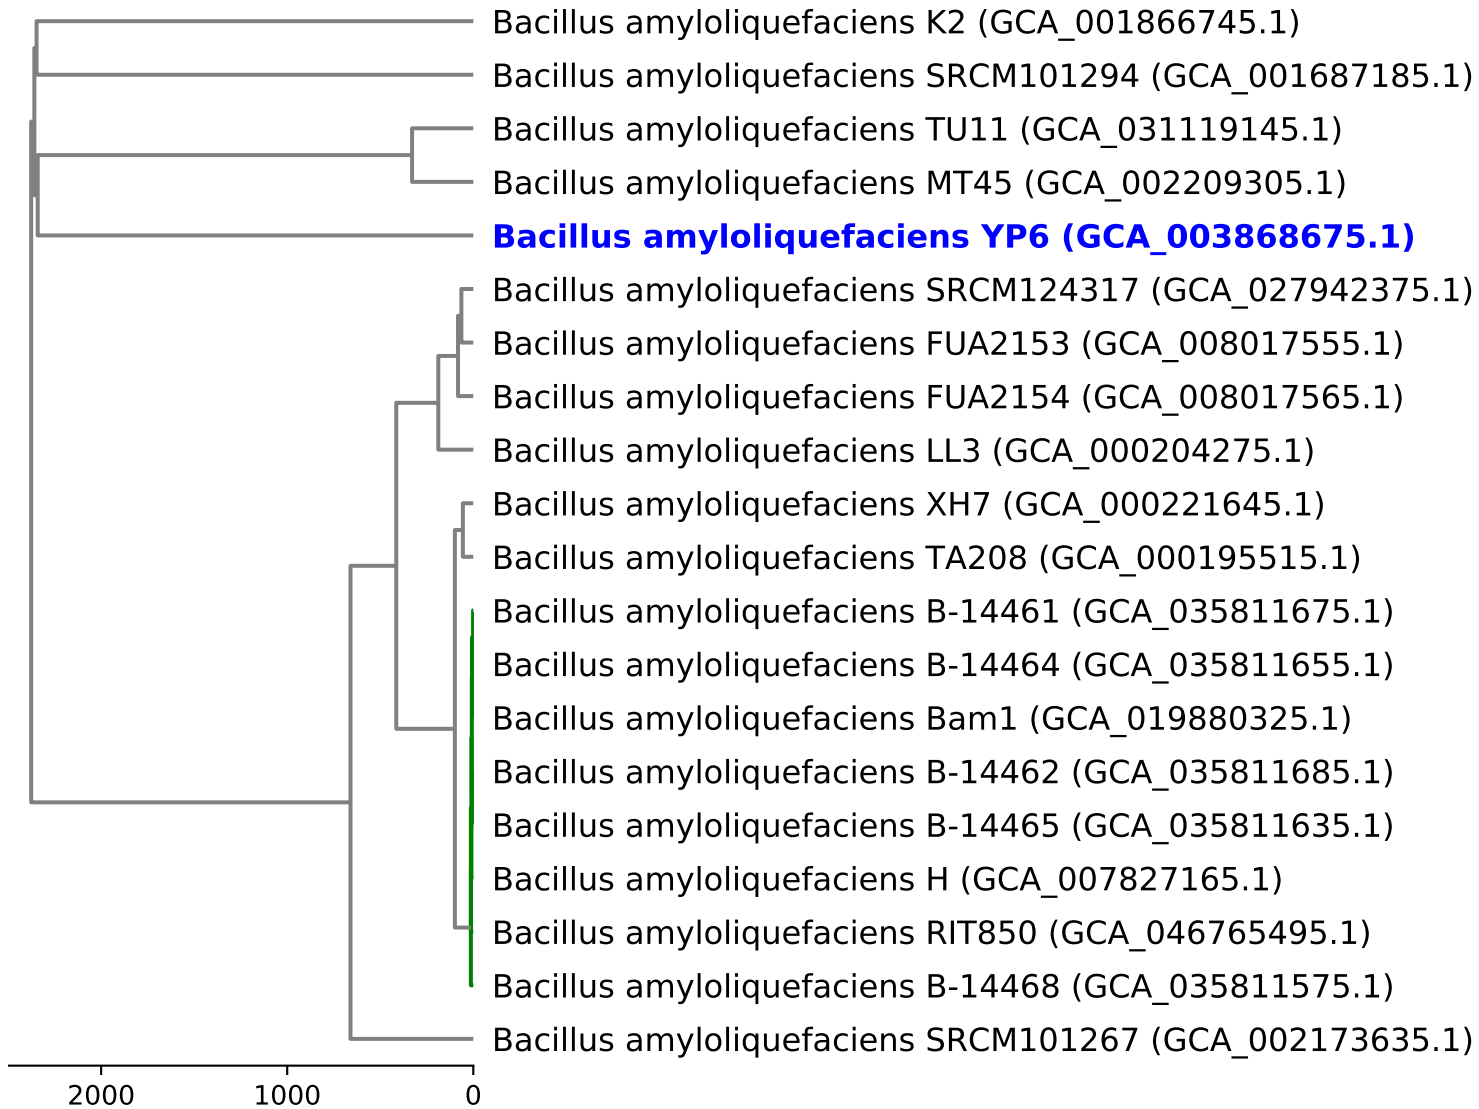 Bacillus amyloliquefaciens K2 (GCA_001866745.1)
Bacillus amyloliquefaciens SRCM101294 (GCA_001687185.1)
Bacillus amyloliquefaciens TU11 (GCA_031119145.1)
Bacillus amyloliquefaciens MT45 (GCA_002209305.1)
Bacillus amyloliquefaciens YP6 (GCA_003868675.1)
Bacillus amyloliquefaciens SRCM124317 (GCA_027942375.1)
Bacillus amyloliquefaciens FUA2153 (GCA_008017555.1)
Bacillus amyloliquefaciens FUA2154 (GCA_008017565.1)
Bacillus amyloliquefaciens LL3 (GCA_000204275.1)
Bacillus amyloliquefaciens XH7 (GCA_000221645.1)
Bacillus amyloliquefaciens TA208 (GCA_000195515.1)
Bacillus amyloliquefaciens B-14461 (GCA_035811675.1)
Bacillus amyloliquefaciens B-14464 (GCA_035811655.1)
Bacillus amyloliquefaciens Bam1 (GCA_019880325.1)
Bacillus amyloliquefaciens B-14462 (GCA_035811685.1)
Bacillus amyloliquefaciens B-14465 (GCA_035811635.1)
Bacillus amyloliquefaciens H (GCA_007827165.1)
Bacillus amyloliquefaciens RIT850 (GCA_046765495.1)
Bacillus amyloliquefaciens B-14468 (GCA_035811575.1)
Bacillus amyloliquefaciens SRCM101267 (GCA_002173635.1)
2000 1000 0